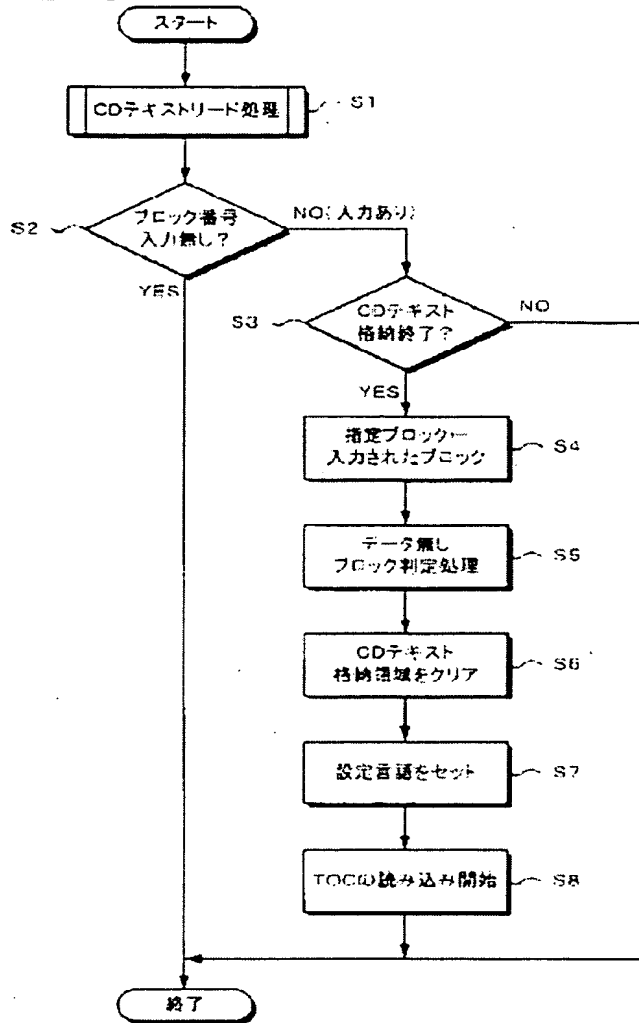 スタート
CDテキストリード処理
S1
ブロック番号
入力無し?
S2
NO(入力あり)
YES
CDテキスト
格納終了?
S3
NO
YES
指定ブロック←
入力されたブロック
S4
データ無し
ブロック判定処理
S5
CDテキスト
格納領域をクリア
S6
設定言語をセット
S7
TOCの読み込み開始
S8
終了